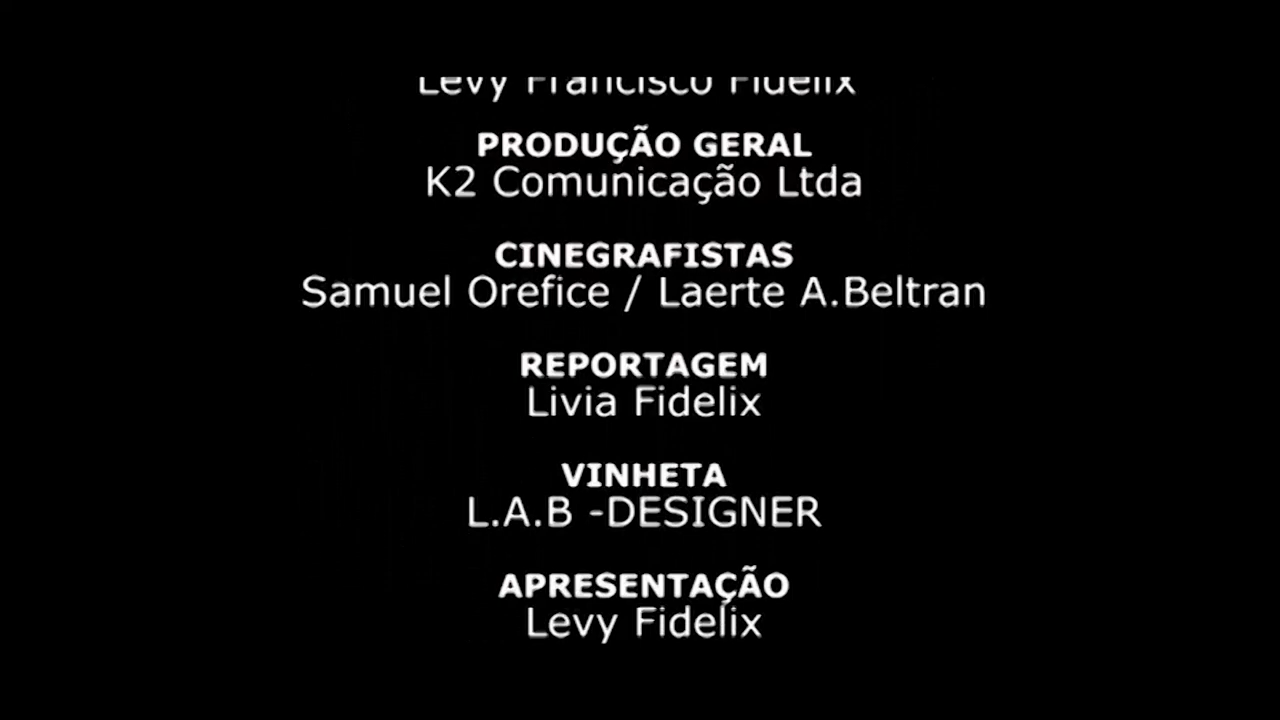 Levy Francisco Fidelix
PRODUÇÃO GERAL
K2 Comunicação Ltda
CINEGRAFISTAS
Samuel Orefice / Laerte A.Beltran
REPORTAGEM
Livia Fidelix
VINHETA
L.A.B -DESIGNER
APRESENTAÇÃO
Levy Fidelix